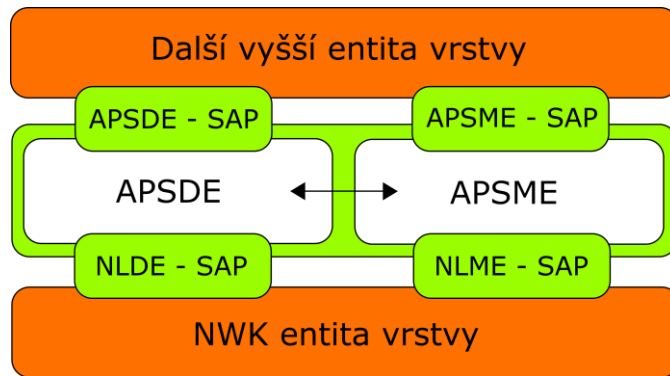 Další vyšší entita vrstvy
APSDE - SAP
APSME - SAP
APSDE
APSME
NLDE - SAP
NLME - SAP
NWK entita vrstvy